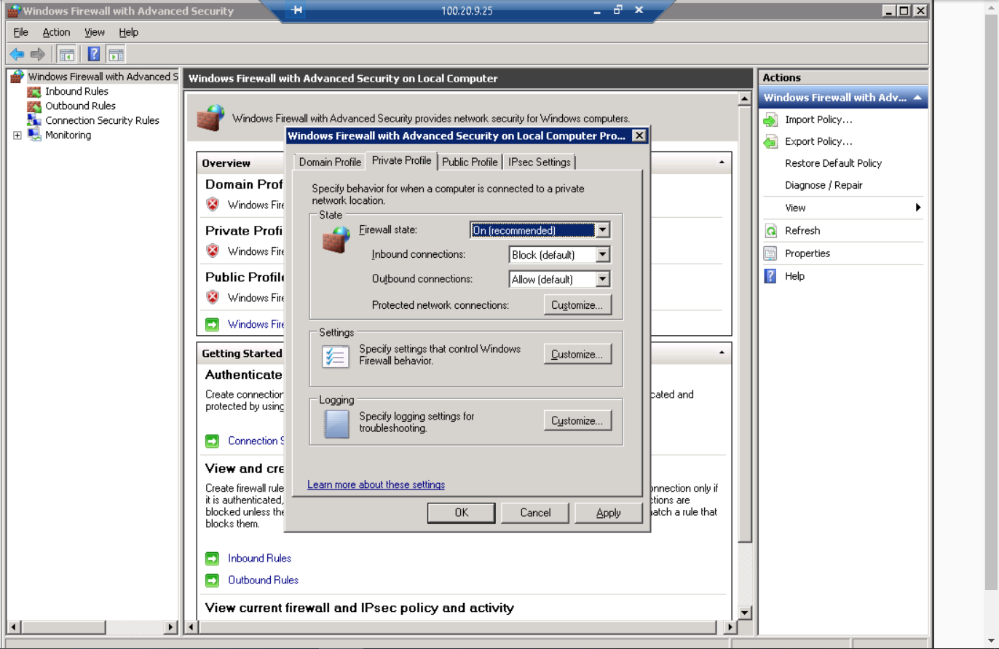 Windows Firewall with Advanced Security
100.20.9.25
File Action View Help
Windows Firewall with Advanced S
Inbound Rules
Outbound Rules
Connection Security Rules
Monitoring
Windows Firewall with Advanced Security on Local Computer
Windows Firewall with Advanced Security provides network security for Windows computers.
Overview
Domain Prof
Windows Fire
Private Profi
Windows Fire
Public Profile
Windows Fire
Windows Fire
Getting Started
Authenticate
Create connection
cated and
protected by using
Connection S
View and cre
Create firewall rule
onnection only if
it is authenticated,
ctions are
blocked unless the
atch a rule that
blocks them.
Inbound Rules
Outbound Rules
View current firewall and IPsec policy and activity
Windows Firewall with Advanced Security on Local Computer Pro...
Domain Profile Private Profile Public Profile IPsec Settings
Specify behavior for when a computer is connected to a private
network location.
State
Firewall state: On (recommended)
Inbound connections: Block (default)
Outbound connections: Allow (default)
Protected network connections: Customize...
Settings
Specify settings that control Windows
Firewall behavior.
Customize...
Logging
Specify logging settings for
troubleshooting.
Customize...
Learn more about these settings
OK Cancel Apply
Actions
Windows Firewall with Adv...
Import Policy...
Export Policy...
Restore Default Policy
Diagnose / Repair
View
Refresh
Properties
Help